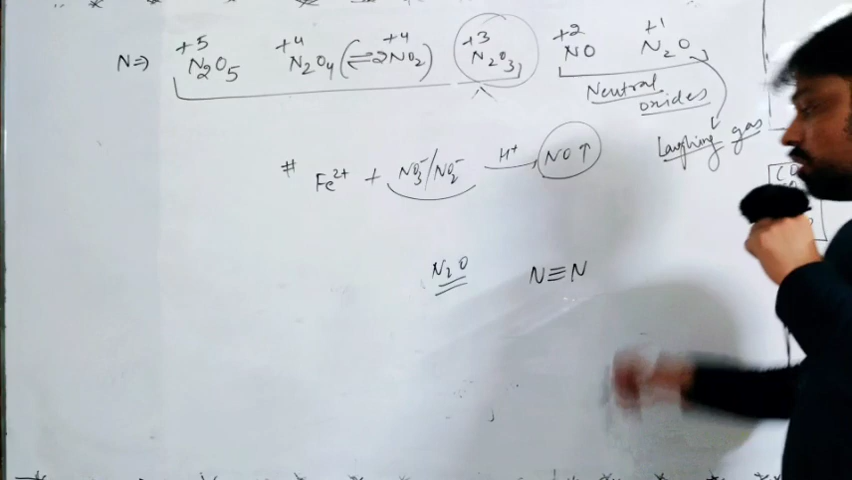 +5 +4 +4 +3 +2 +1
N⇒ N2O5 N2O4(⇌2NO2) N2O3 NO N2O
Neutral
oxides
Laughing gas
# Fe2+ + NO3-/NO2- H+→ NO↑
N2O N≡N